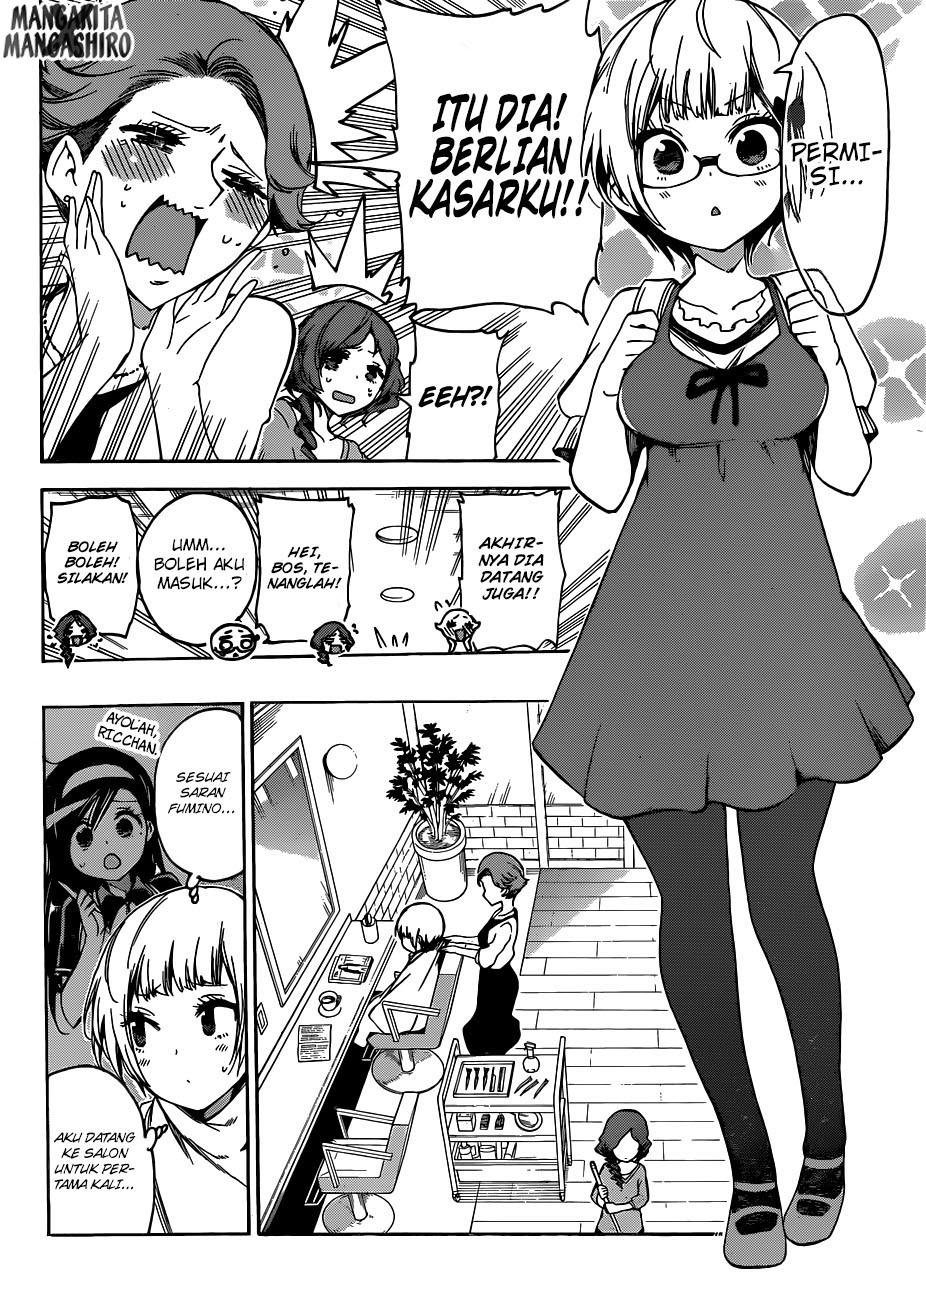 MANGARITA
MANGASHIRO
PERMI-
SI...
ITU DIA!
BERLIAN
KASARKU!!
EEH?!
AKHIR-
NYA DIA
DATANG
JUGA!!
HEI,
BOS, TE-
NANGLAH!
UMM...
BOLEH AKU
MASUK...?
BOLEH
BOLEH!
SILAKAN!
AYOLAH,
RICCHAN.
SESUAI
SARAN
FUMINO...
AKU DATANG
KE SALON
UNTUK PER-
TAMA KALI...